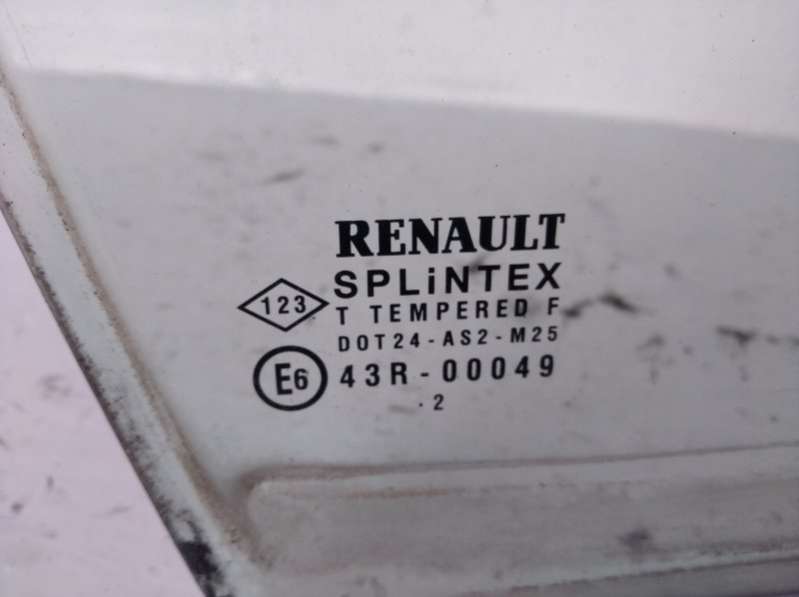 RENAULT
SPLiNTEX
123
T TEMPERED F
DOT24-AS2-M25
E6 43R-00049
. 2